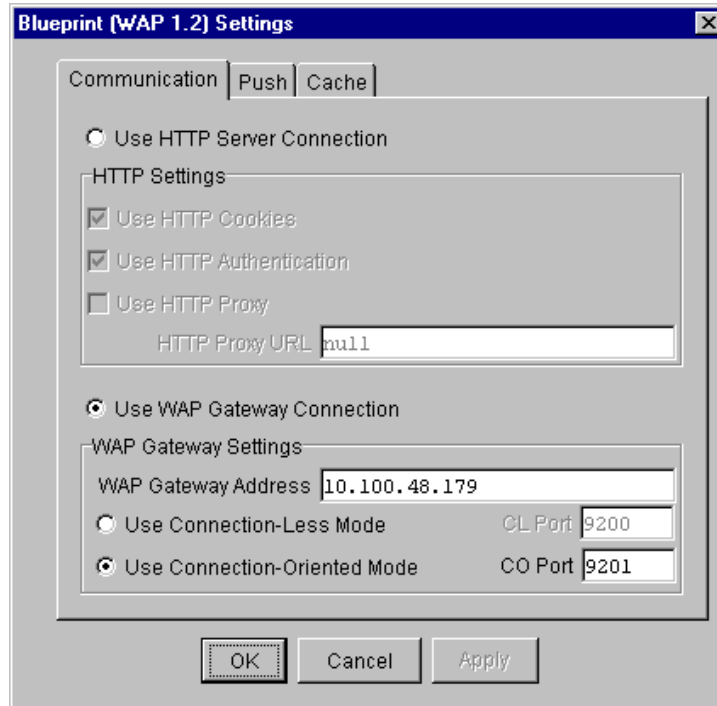 Blueprint (WAP 1.2) Settings
Communication Push Cache
Use HTTP Server Connection
HTTP Settings
Use HTTP Cookies
Use HTTP Authentication
Use HTTP Proxy
HTTP Proxy URL null
Use WAP Gateway Connection
WAP Gateway Settings
WAP Gateway Address 10.100.48.179
Use Connection-Less Mode CL Port 9200
Use Connection-Oriented Mode CO Port 9201
OK Cancel Apply